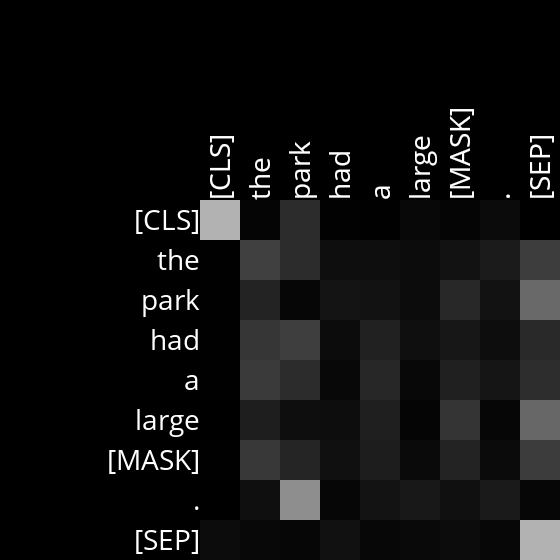 [CLS] the park had a large [MASK] . [SEP]
[CLS]
the
park
had
a
large
[MASK]
.
[SEP]